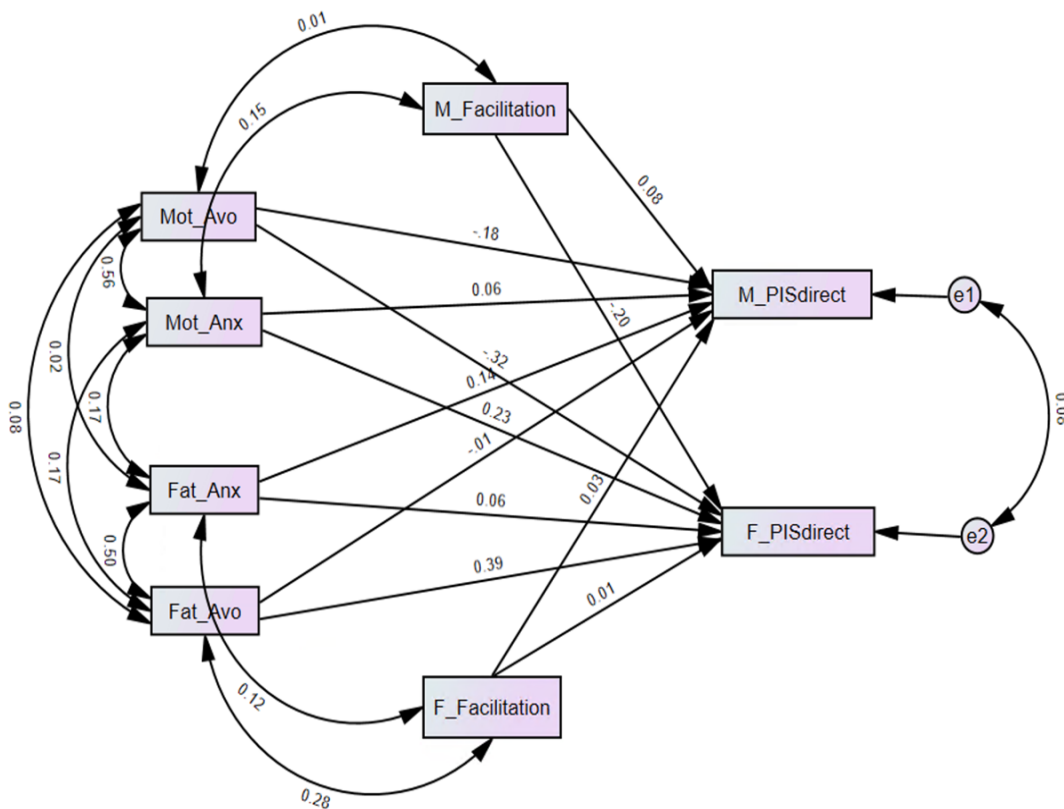 0.01
M_Facilitation
0.15
0.08
Mot_Avo
-.18
0.56
M_PISdirect
e1
0.06
Mot_Anx
-.20
0.02
-.32
0.14
0.08
0.17
0.23
0.08
-.01
0.17
Fat_Anx
0.03
0.06
F_PISdirect
e2
0.50
0.39
Fat_Avo
0.01
0.12
F_Facilitation
0.28